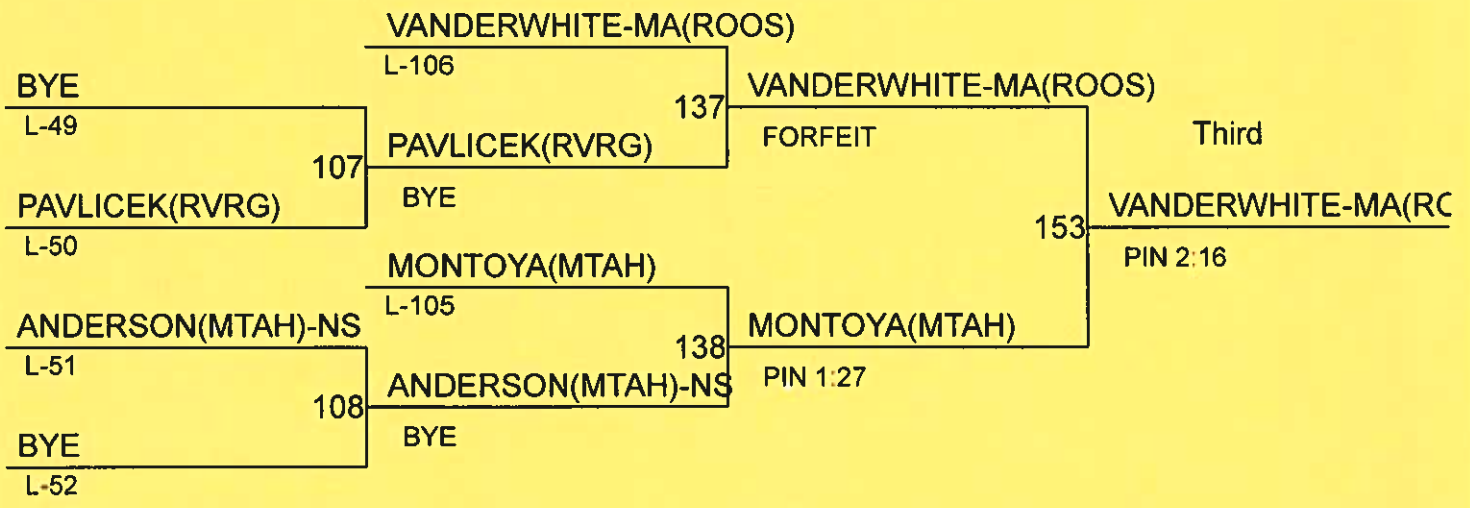 VANDERWHITE-MA(ROOS)
L-106
BYE
L-49
137
VANDERWHITE-MA(ROOS)
FORFEIT
Third
107
PAVLICEK(RVRG)
BYE
PAVLICEK(RVRG)
L-50
153
VANDERWHITE-MA(RO
PIN 2:16
MONTOYA(MTAH)
L-105
ANDERSON(MTAH)-NS
L-51
138
MONTOYA(MTAH)
PIN 1:27
108
ANDERSON(MTAH)-NS
BYE
BYE
L-52